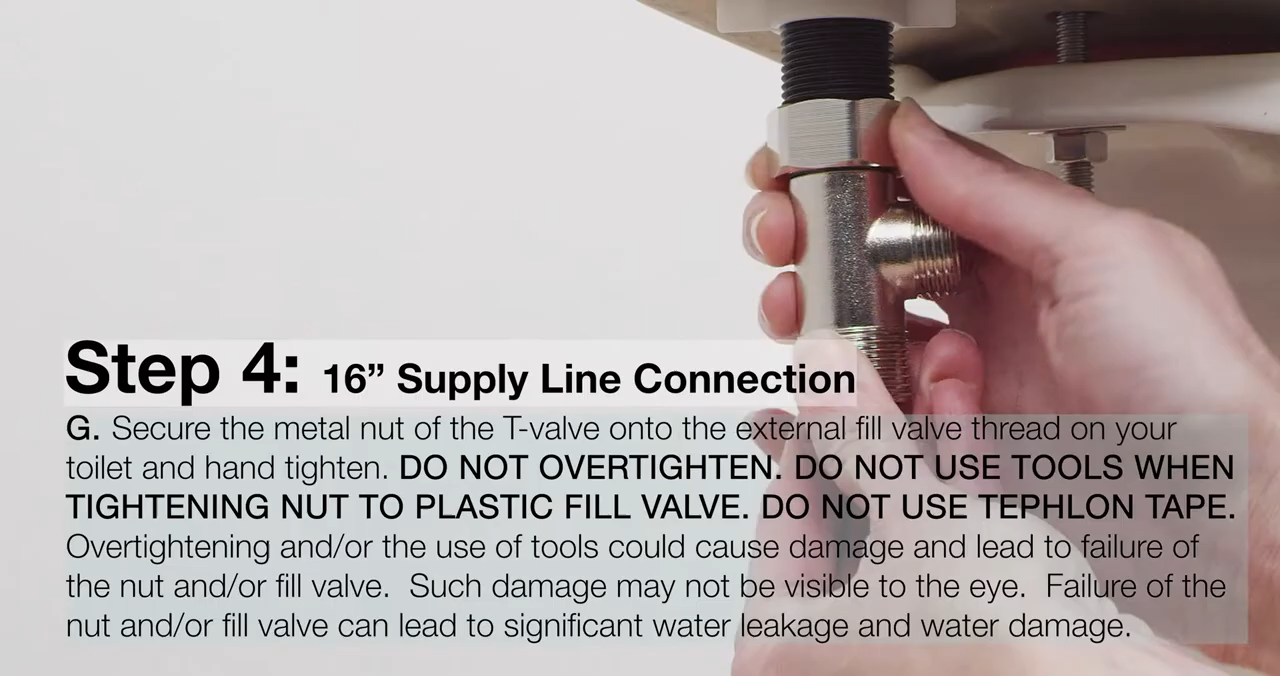 Step 4: 16” Supply Line Connection
G. Secure the metal nut of the T-valve onto the external fill valve thread on your
toilet and hand tighten. DO NOT OVERTIGHTEN. DO NOT USE TOOLS WHEN
TIGHTENING NUT TO PLASTIC FILL VALVE. DO NOT USE TEPHLON TAPE.
Overtightening and/or the use of tools could cause damage and lead to failure of
the nut and/or fill valve.  Such damage may not be visible to the eye.  Failure of the
nut and/or fill valve can lead to significant water leakage and water damage.